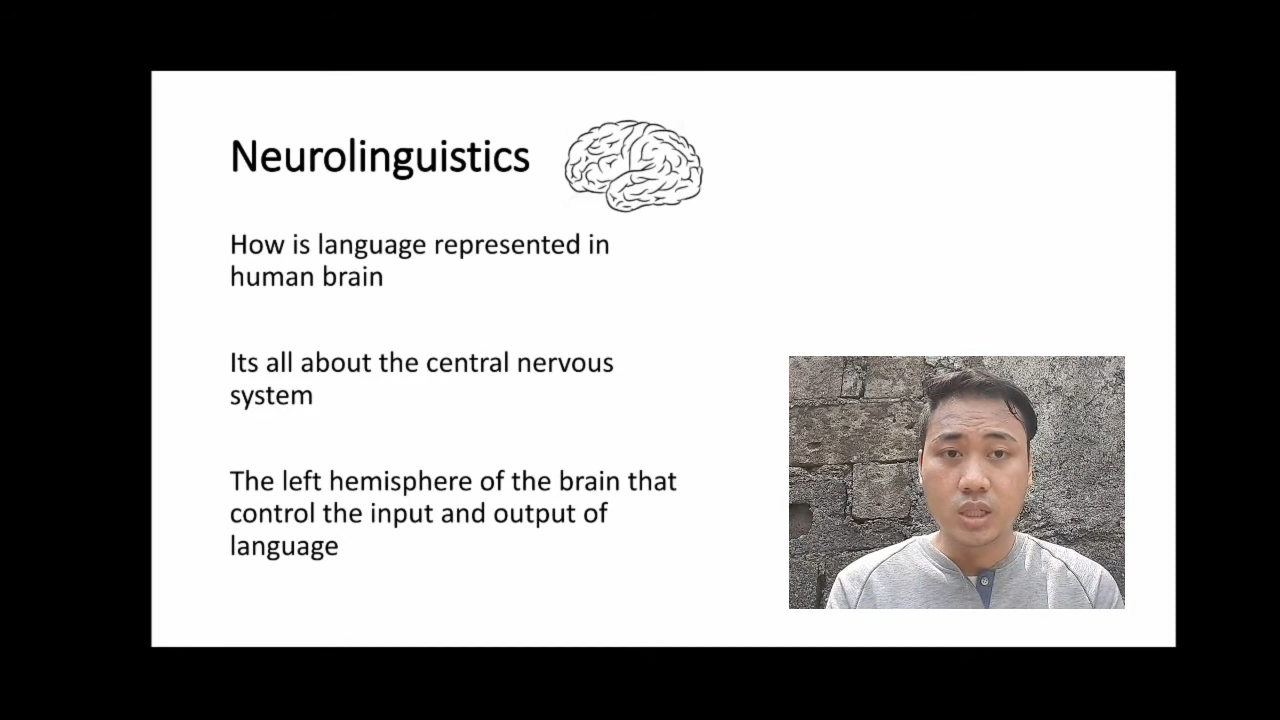 Neurolinguistics
How is language represented in
human brain
Its all about the central nervous
system
The left hemisphere of the brain that
control the input and output of
language